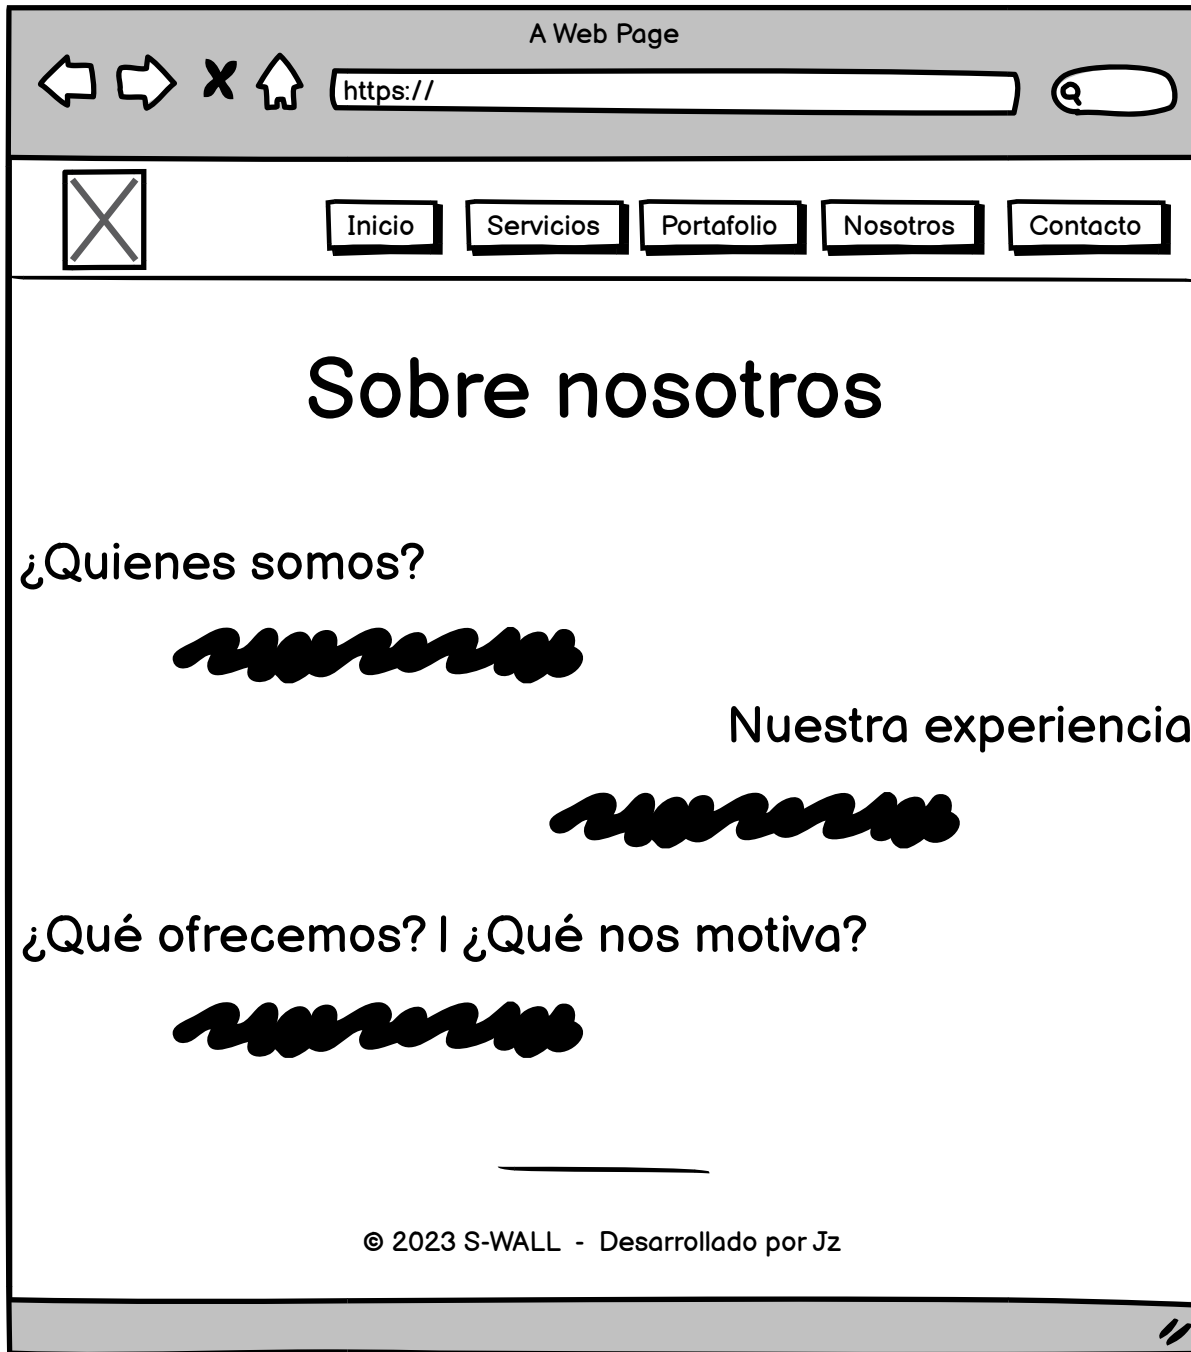 A Web Page
https://
Inicio Servicios Portafolio Nosotros Contacto
Sobre nosotros
¿Quienes somos?
Nuestra experiencia
¿Qué ofrecemos? | ¿Qué nos motiva?
© 2023 S-WALL - Desarrollado por Jz